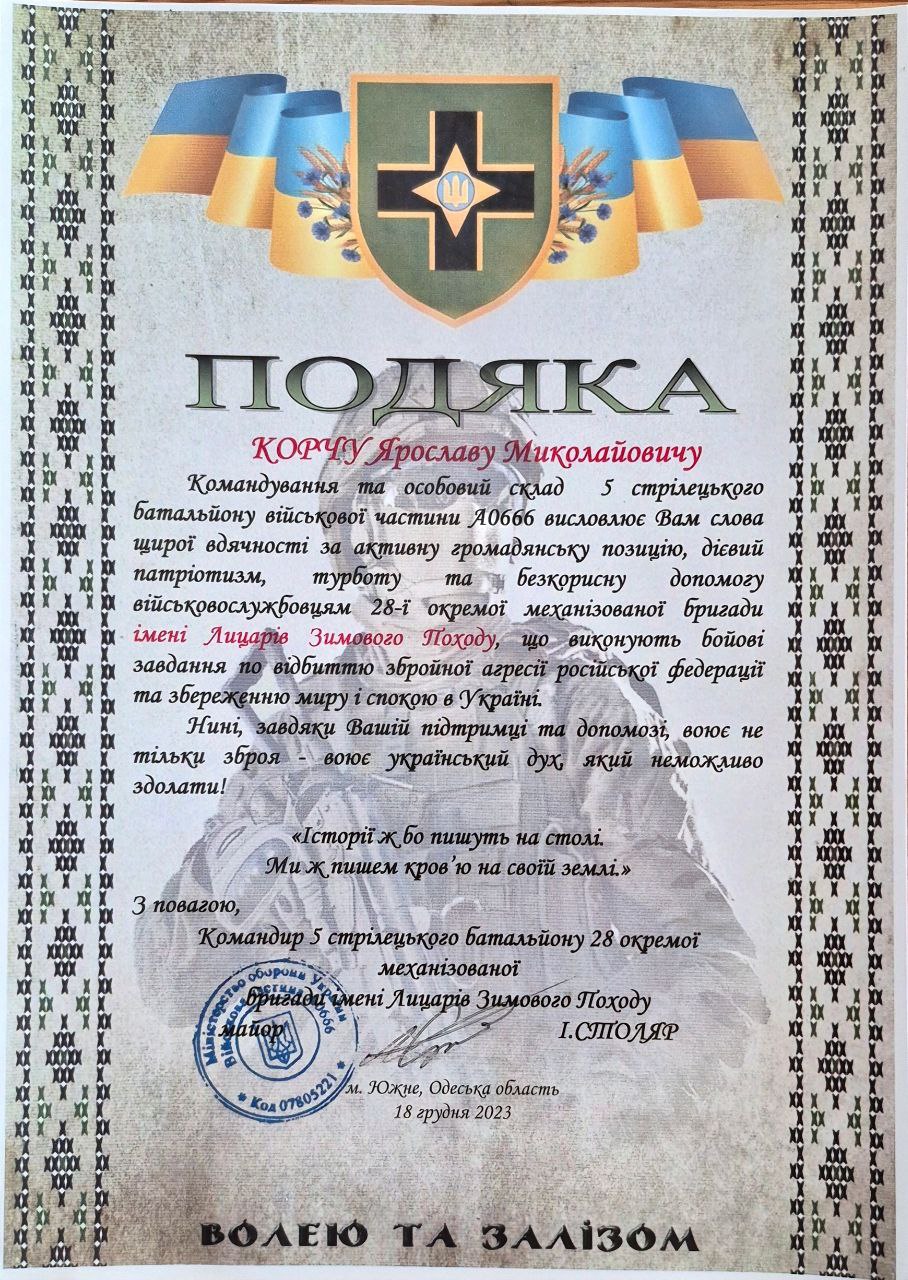 ПОДЯКА
КОРЧУ Ярославу Миколайовичу
Командування та особовий склад 5 стрілецького
батальйону військової частини А0666 висловлює Вам слова
щирої вдячності за активну громадянську позицію, дієвий
патріотизм, турботу та безкорисну допомогу
військовослужбовцям 28-ї окремої механізованої бригади
імені Лицарів Зимового Походу, що виконують бойові
завдання по відбиттю збройної агресії російської федерації
та збереженню миру і спокою в Україні.
Нині, завдяки Вашій підтримці та допомозі, воює не
тільки зброя - воює український дух, який неможливо
здолати!
«Історії ж бо пишуть на столі.
Ми ж пишем кров’ю на своїй землі.»
З повагою,
Командир 5 стрілецького батальйону 28 окремої
механізованої
бригади імені Лицарів Зимового Походу
майор І.СТОЛЯР
Міністерство оборони України
Військова частина А0666
* Код 07805221 *
м. Южне, Одеська область
18 грудня 2023
ВОЛЕЮ ТА ЗАЛІЗОМ